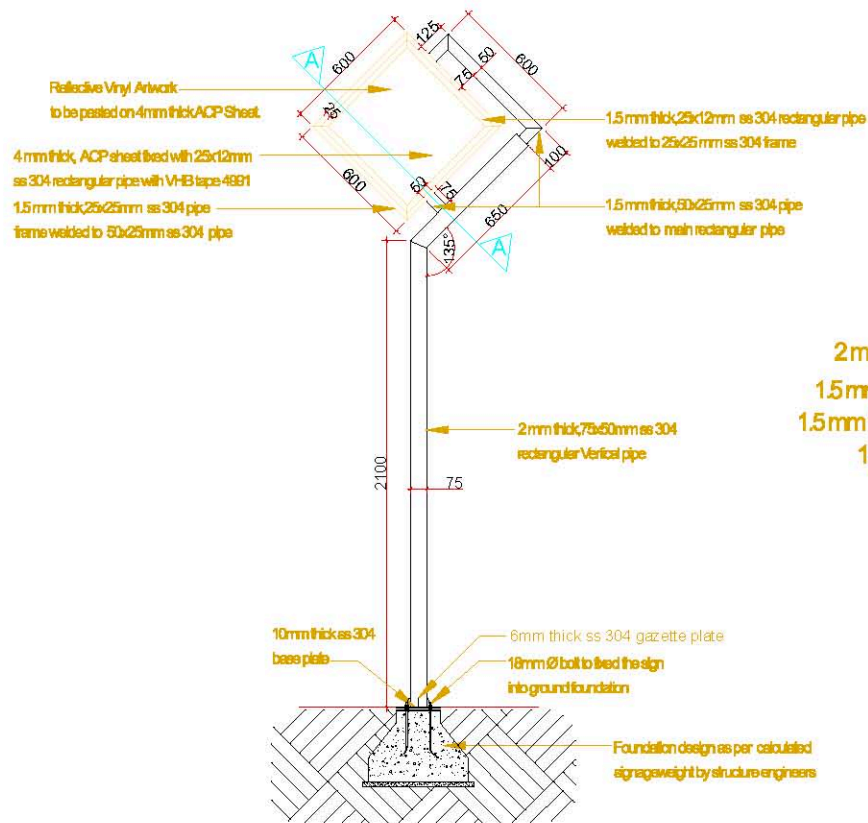 125
600
A
50
600
75
Reflective Vinyl Artwork
to be pasted on 4mm thick ACP Sheet.
25
1.5 mm thick,25x12mm ss 304 rectangular pipe
welded to 25x25 mm ss 304 frame
4 mm thick, ACP sheet fixed with 25x12mm
ss 304 rectangular pipe with VHB tape 4991
100
600
50
75
1.5 mm thick,25x25mm ss 304 pipe
frame welded to 50x25mm ss 304 pipe
650
1.5 mm thick,50x25mm ss 304 pipe
welded to main rectangular pipe
135°
A
2 m
1.5 mm
1.5 mm
1
2 mm thick,75x50mm ss 304
rectangular Vertical pipe
2100
75
10mm thick ss 304
base plate
6mm thick ss 304 gazette plate
18mm Ø bolt to fixed the sign
into ground foundation
Foundation design as per calculated
signageweight by structure engineers